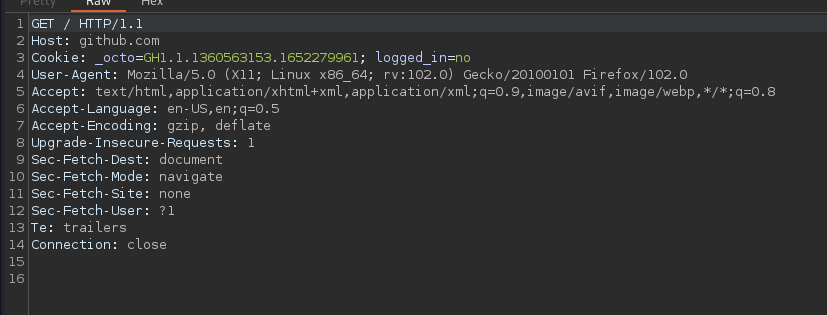 Pretty Raw Hex
1 GET / HTTP/1.1
2 Host: github.com
3 Cookie: _octo=GH1.1.1360563153.1652279961; logged_in=no
4 User-Agent: Mozilla/5.0 (X11; Linux x86_64; rv:102.0) Gecko/20100101 Firefox/102.0
5 Accept: text/html,application/xhtml+xml,application/xml;q=0.9,image/avif,image/webp,*/*;q=0.8
6 Accept-Language: en-US,en;q=0.5
7 Accept-Encoding: gzip, deflate
8 Upgrade-Insecure-Requests: 1
9 Sec-Fetch-Dest: document
10 Sec-Fetch-Mode: navigate
11 Sec-Fetch-Site: none
12 Sec-Fetch-User: ?1
13 Te: trailers
14 Connection: close
15
16